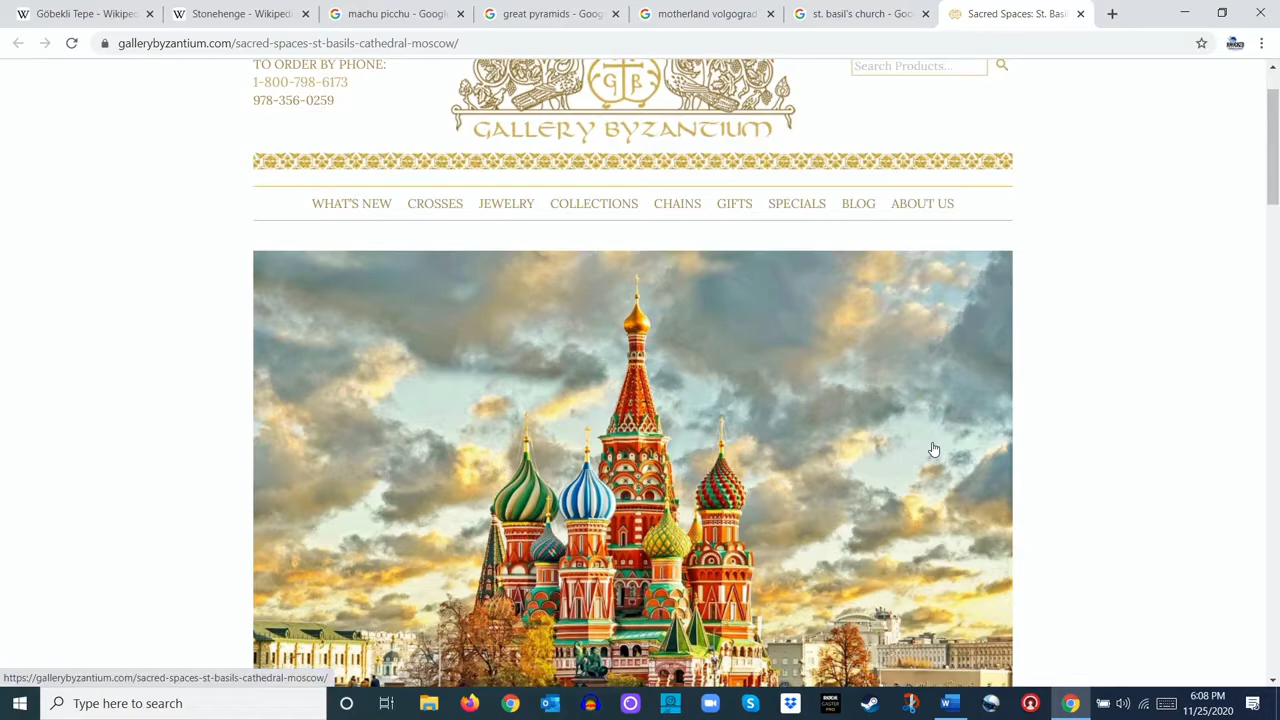 Göbekli Tepe - Wikiped
Stonehenge - Wikipedi
machu picchu - Google
great pyramids - Googl
motherland volgograd
st. basil's church - Goo
Sacred Spaces: St. Basi
gallerybyzantium.com/sacred-spaces-st-basils-cathedral-moscow/
TO ORDER BY PHONE:
1-800-798-6173
978-356-0259
Search Products...
G B
GALLERY BYZANTIUM
WHAT'S NEW CROSSES JEWELRY COLLECTIONS CHAINS GIFTS SPECIALS BLOG ABOUT US
https://gallerybyzantium.com/sacred-spaces-st-basils-cathedral-moscow/
Type here to search
6:08 PM
11/25/2020